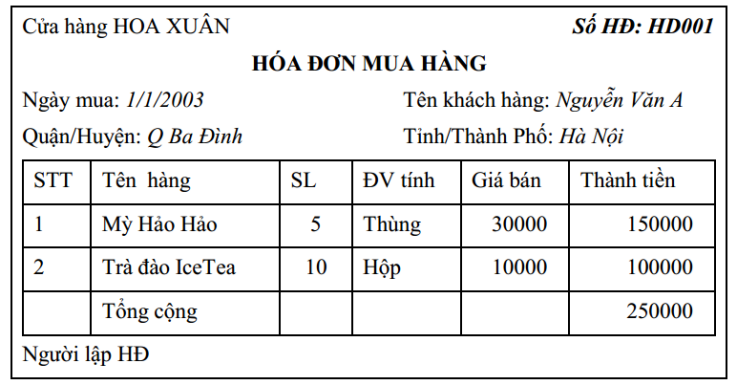 Cửa hàng HOA XUÂN Số HĐ: HD001
HÓA ĐƠN MUA HÀNG
Ngày mua: 1/1/2003 Tên khách hàng: Nguyễn Văn A
Quận/Huyện: Q Ba Đình Tỉnh/Thành Phố: Hà Nội
STT Tên hàng SL ĐV tính Giá bán Thành tiền
1 Mỳ Hảo Hảo 5 Thùng 30000 150000
2 Trà đào IceTea 10 Hộp 10000 100000
Tổng cộng 250000
Người lập HĐ